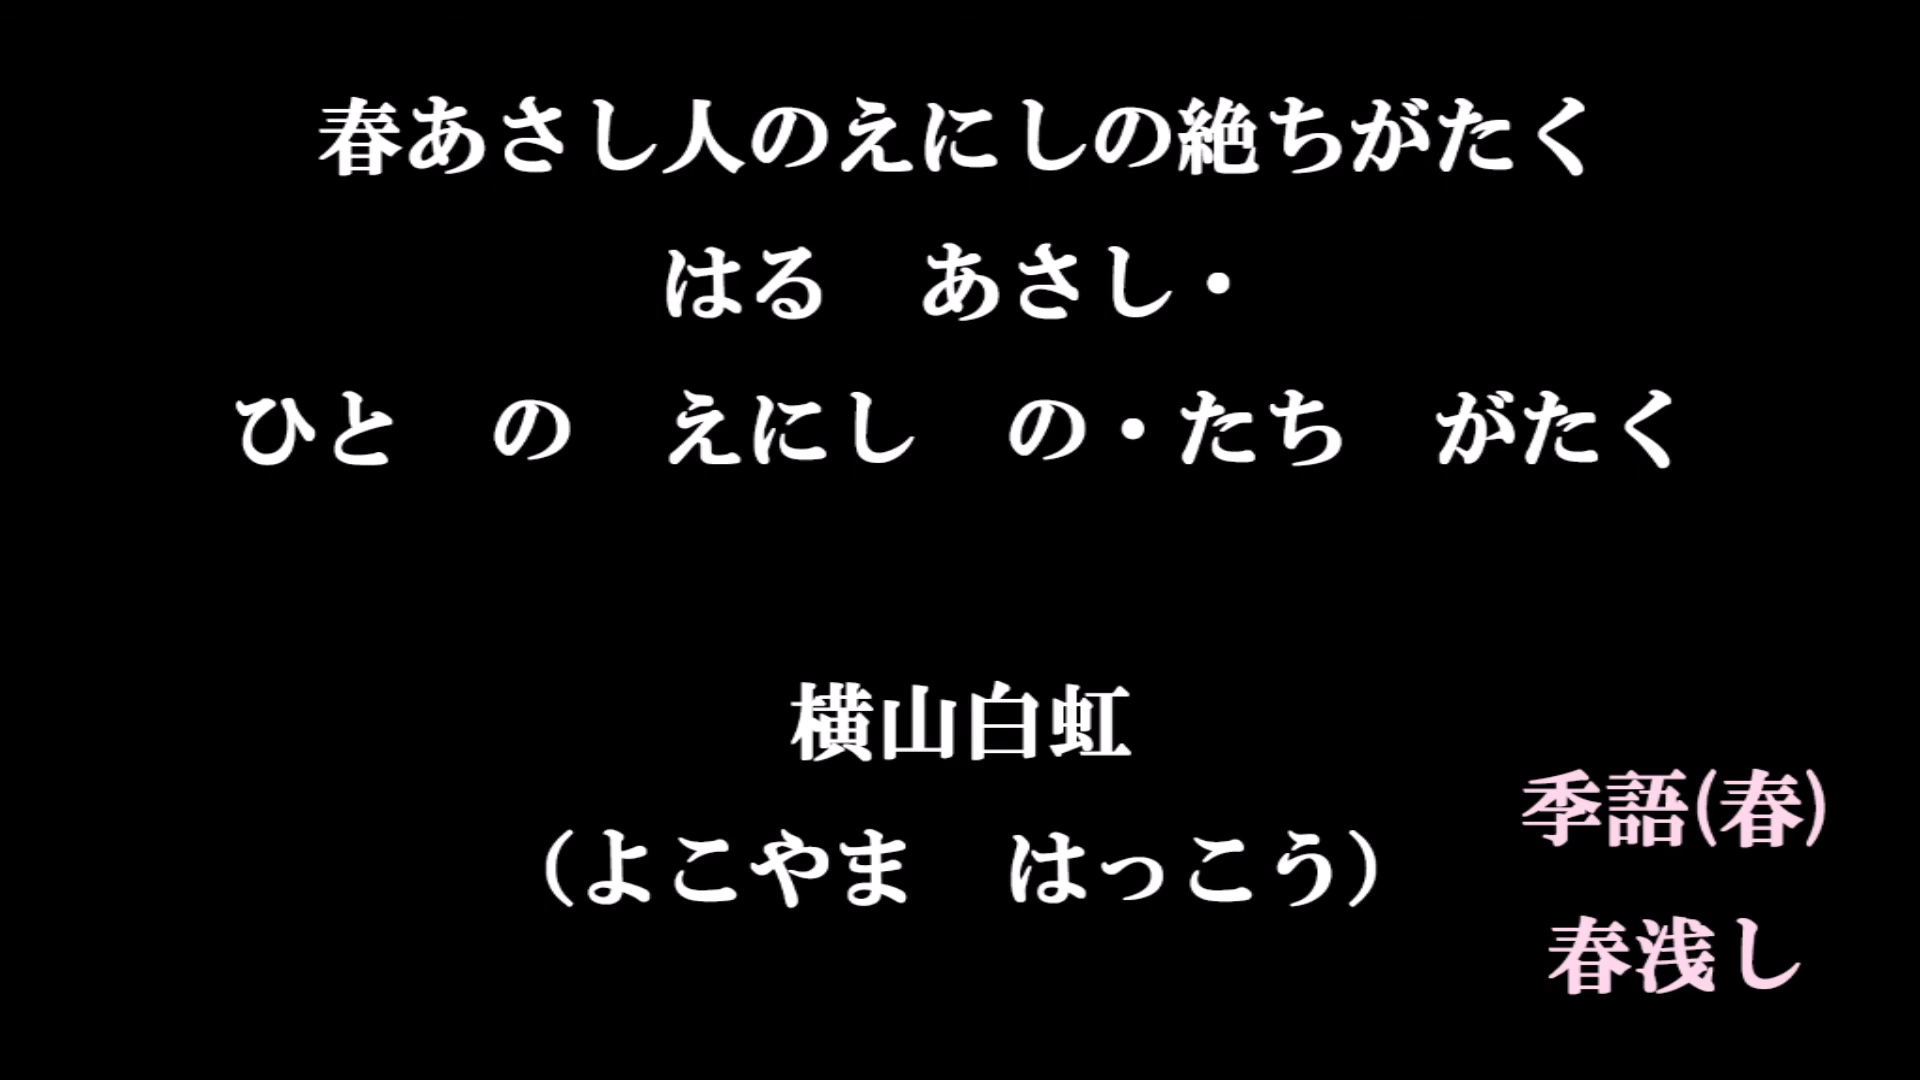 春あさし人のえにしの絶ちがたく
はる　あさし・
ひと　の　えにし　の・たち　がたく
横山白虹
（よこやま　はっこう）
季語(春)
春浅し